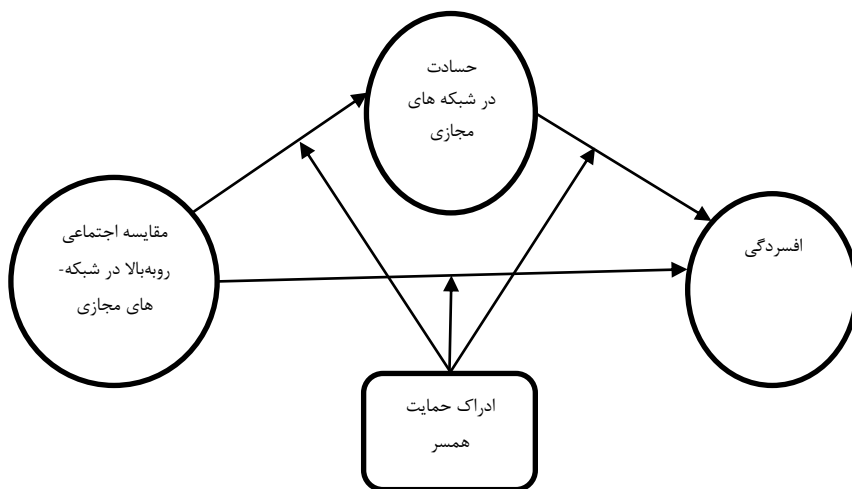 حسادت
در شبکه های
مجازی
مقایسه اجتماعی
روبه‌بالا در شبکه-
های مجازی
افسردگی
ادراک حمایت
همسر